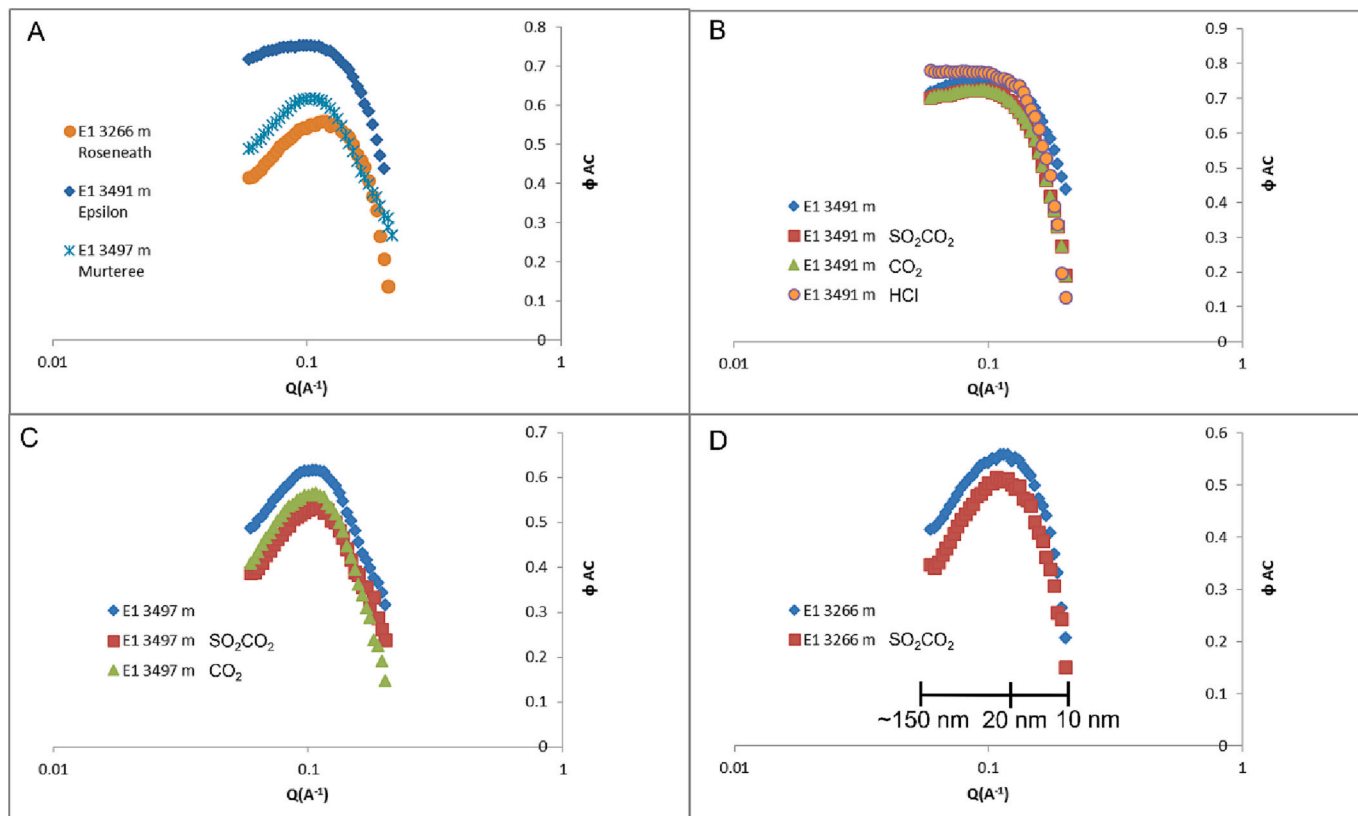 A
E1 3266 m
Roseneath
E1 3491 m
Epsilon
E1 3497 m
Murteree
0.8
0.7
0.6
0.5
0.4
0.3
0.2
0.1
0
ϕ AC
0.01
0.1
1
Q(A⁻¹)
B
E1 3491 m
E1 3491 m SO₂CO₂
E1 3491 m CO₂
E1 3491 m HCl
0.9
0.8
0.7
0.6
0.5
0.4
0.3
0.2
0.1
0
ϕ AC
0.01
0.1
1
Q(A⁻¹)
C
E1 3497 m
E1 3497 m SO₂CO₂
E1 3497 m CO₂
0.7
0.6
0.5
0.4
0.3
0.2
0.1
0
ϕ AC
0.01
0.1
1
Q(A⁻¹)
D
E1 3266 m
E1 3266 m SO₂CO₂
~150 nm 20 nm 10 nm
0.6
0.5
0.4
0.3
0.2
0.1
0
ϕ AC
0.01
0.1
1
Q(A⁻¹)